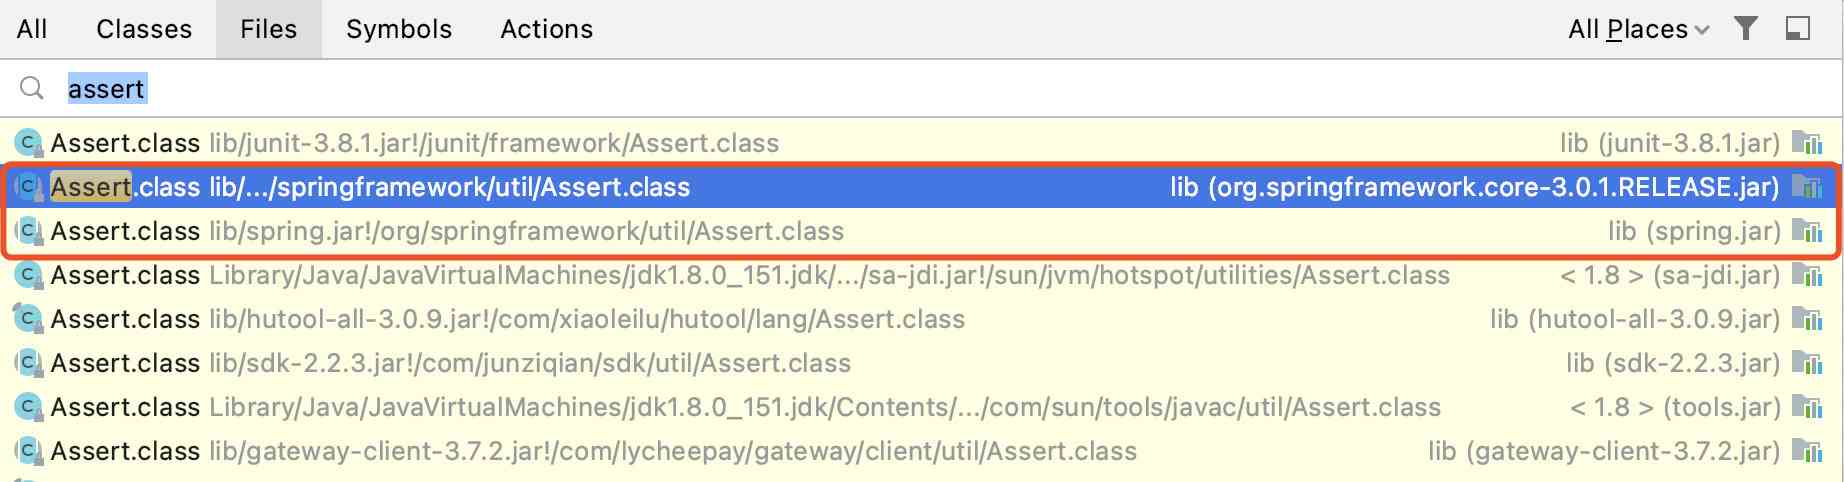 All Classes Files Symbols Actions All Places
assert
Assert.class lib/junit-3.8.1.jar!/junit/framework/Assert.class lib (junit-3.8.1.jar)
Assert.class lib/.../springframework/util/Assert.class lib (org.springframework.core-3.0.1.RELEASE.jar)
Assert.class lib/spring.jar!/org/springframework/util/Assert.class lib (spring.jar)
Assert.class Library/Java/JavaVirtualMachines/jdk1.8.0_151.jdk/.../sa-jdi.jar!/sun/jvm/hotspot/utilities/Assert.class < 1.8 > (sa-jdi.jar)
Assert.class lib/hutool-all-3.0.9.jar!/com/xiaoleilu/hutool/lang/Assert.class lib (hutool-all-3.0.9.jar)
Assert.class lib/sdk-2.2.3.jar!/com/junziqian/sdk/util/Assert.class lib (sdk-2.2.3.jar)
Assert.class Library/Java/JavaVirtualMachines/jdk1.8.0_151.jdk/Contents/.../com/sun/tools/javac/util/Assert.class < 1.8 > (tools.jar)
Assert.class lib/gateway-client-3.7.2.jar!/com/lycheepay/gateway/client/util/Assert.class lib (gateway-client-3.7.2.jar)